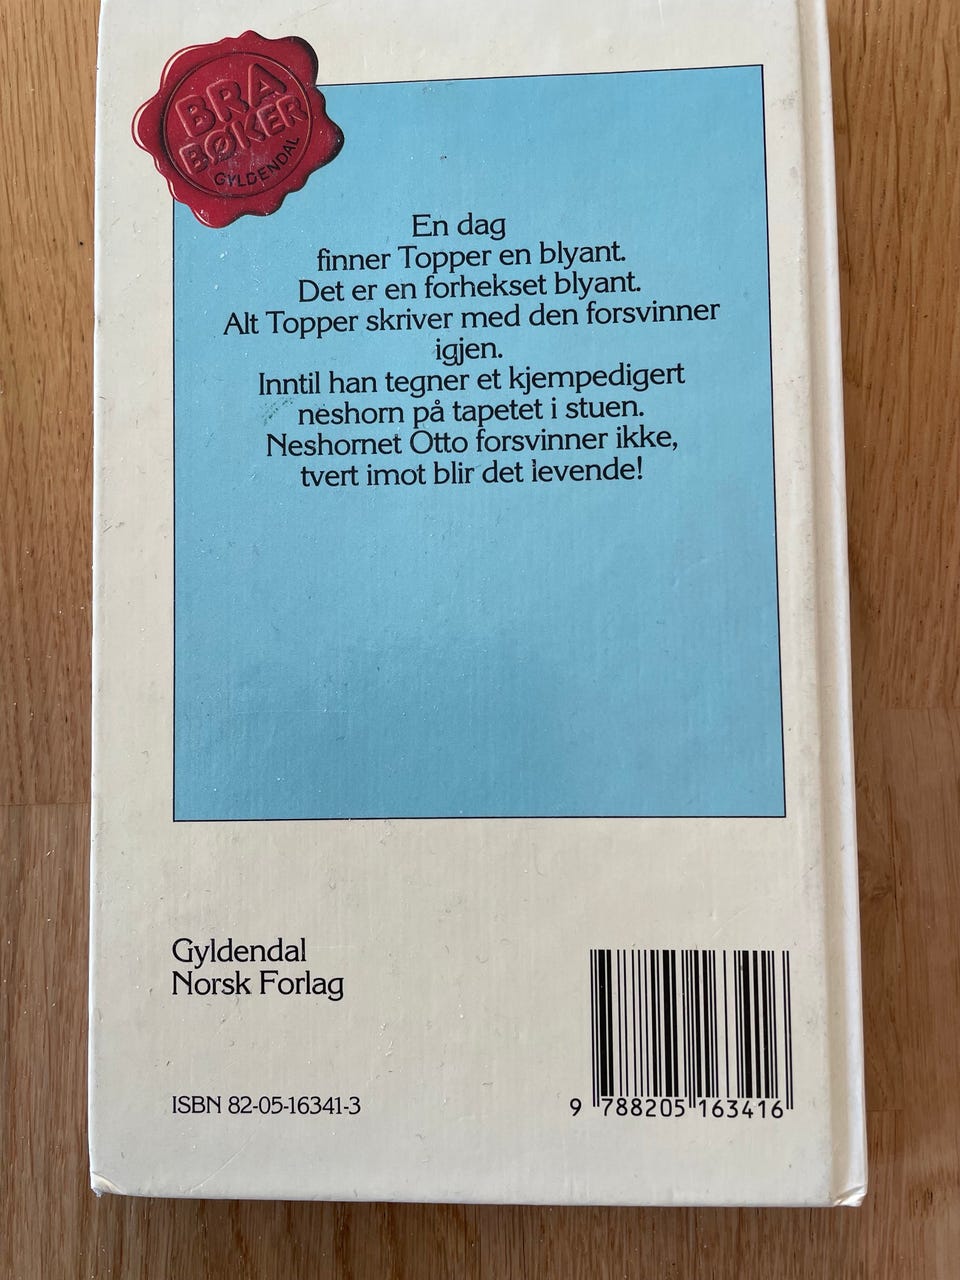 BRA
BØKER
GYLDENDAL
En dag
finner Topper en blyant.
Det er en forhekset blyant.
Alt Topper skriver med den forsvinner
igjen.
Inntil han tegner et kjempedigert
neshorn på tapetet i stuen.
Neshornet Otto forsvinner ikke,
tvert imot blir det levende!
Gyldendal
Norsk Forlag
ISBN 82-05-16341-3
9 788205 163416